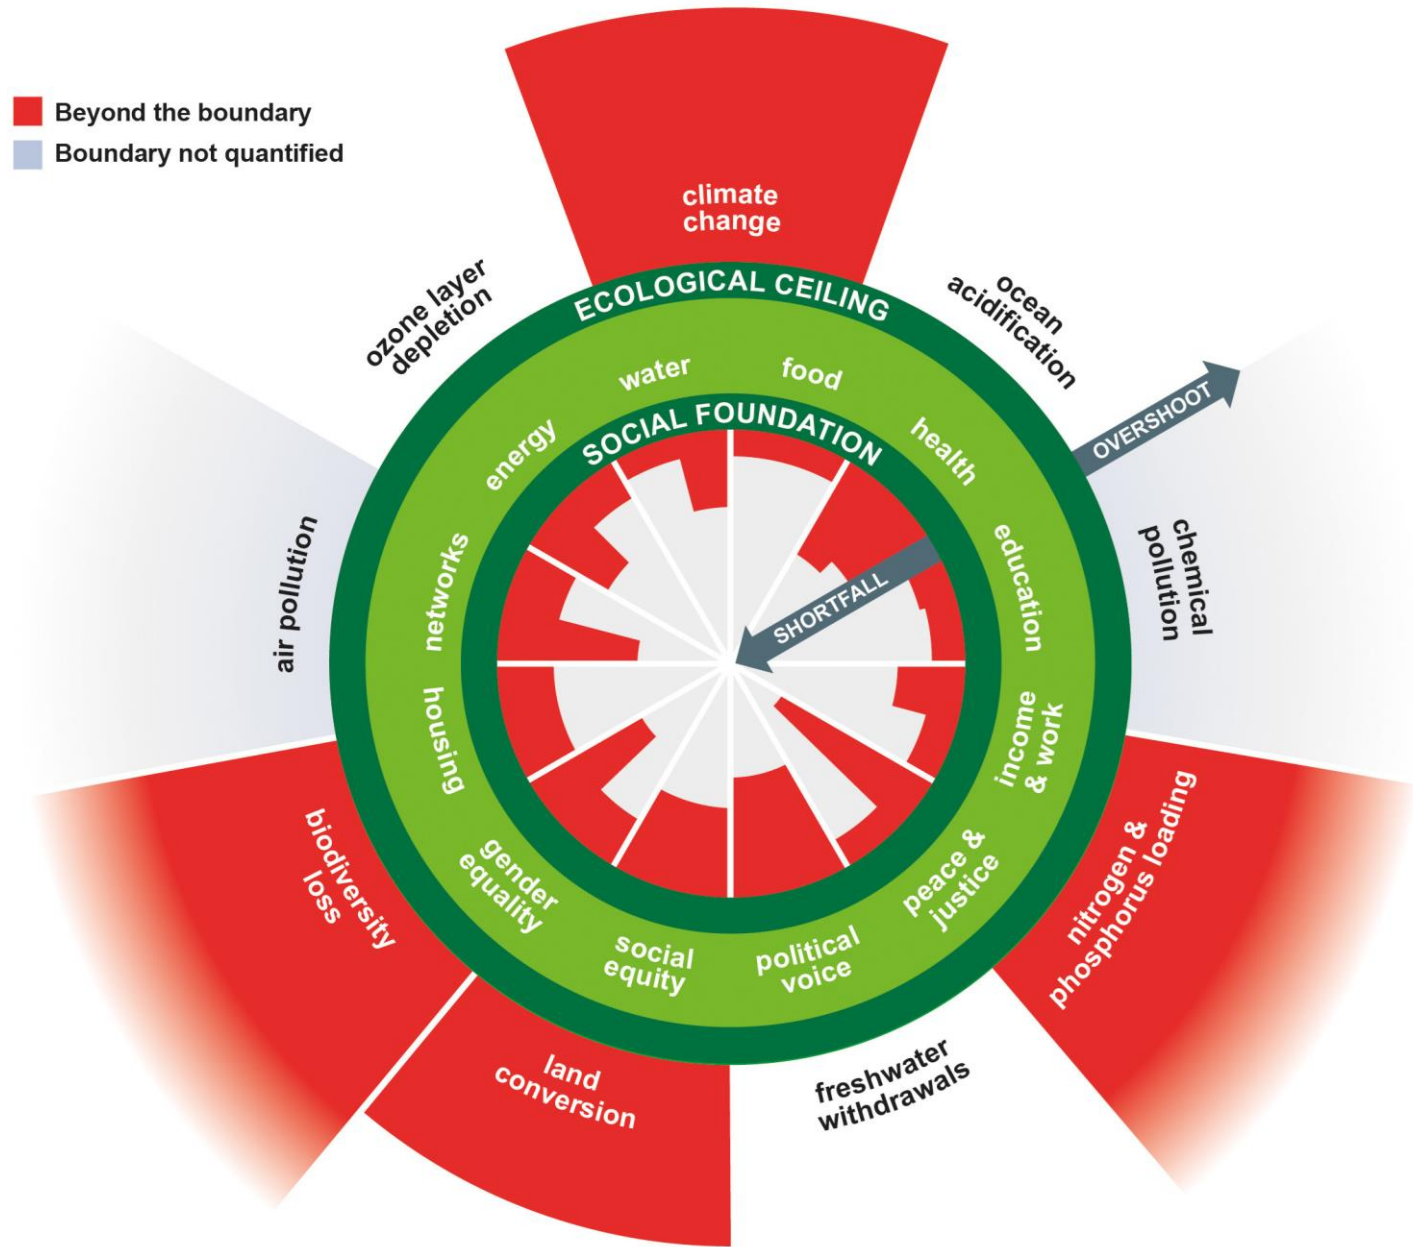 Beyond the boundary
Boundary not quantified
climate
change
ECOLOGICAL CEILING
ozone layer
depletion
ocean
acidification
OVERSHOOT
water
food
SOCIAL FOUNDATION
energy
health
networks
education
SHORTFALL
air pollution
chemical
pollution
housing
income
& work
biodiversity
loss
gender
equality
peace &
justice
nitrogen &
phosphorus loading
social
equity
political
voice
land
conversion
freshwater
withdrawals